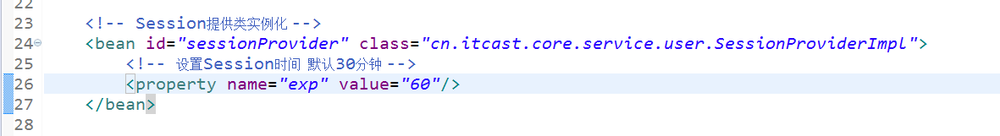 22
23 <!-- Session提供类实例化 -->
24 <bean id="sessionProvider" class="cn.itcast.core.service.user.SessionProviderImpl">
25 <!-- 设置Session时间 默认30分钟 -->
26 <property name="exp" value="60"/>
27 </bean>
28